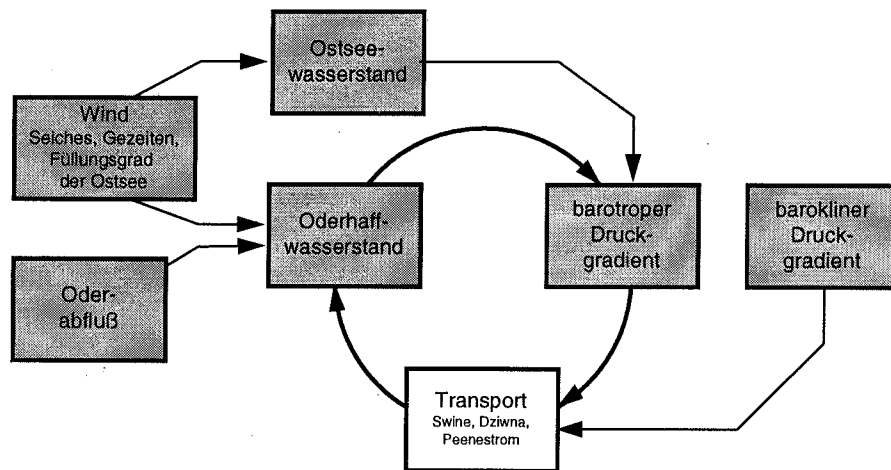 Ostsee-
wasserstand
Wind
Seiches, Gezeiten,
Füllungsgrad
der Ostsee
Oderhaff-
wasserstand
barotroper
Druck-
gradient
barokliner
Druck-
gradient
Oder-
abfluß
Transport
Swine, Dziwna,
Peenestrom